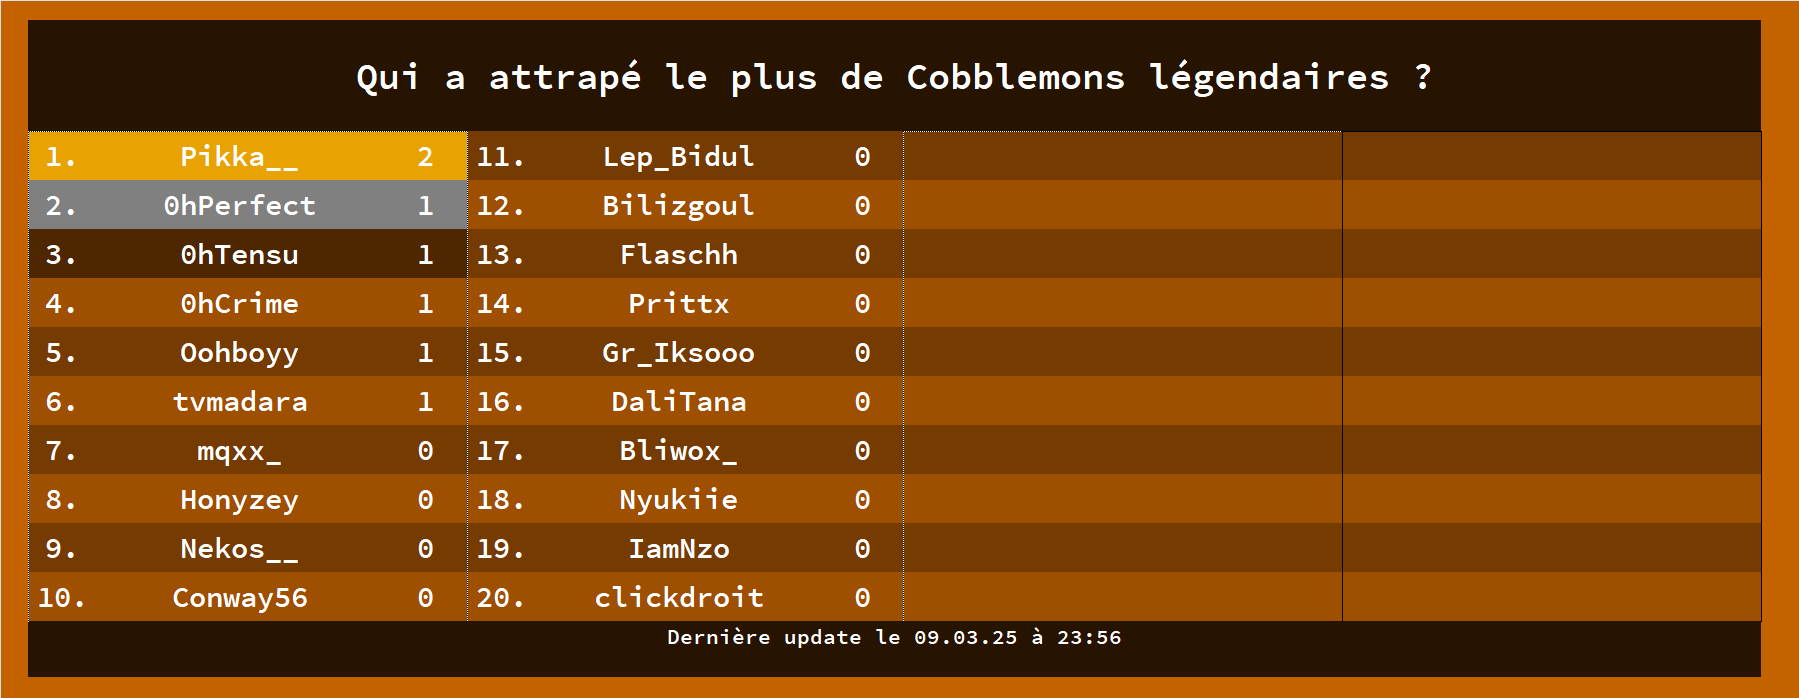 Qui a attrapé le plus de Cobblemons légendaires ?
1. Pikka__ 2
2. 0hPerfect 1
3. 0hTensu 1
4. 0hCrime 1
5. Oohboyy 1
6. tvmadara 1
7. mqxx_ 0
8. Honyzey 0
9. Nekos__ 0
10. Conway56 0
11. Lep_Bidul 0
12. Bilizgoul 0
13. Flaschh 0
14. Prittx 0
15. Gr_Iksooo 0
16. DaliTana 0
17. Bliwox_ 0
18. Nyukiie 0
19. IamNzo 0
20. clickdroit 0
Dernière update le 09.03.25 à 23:56